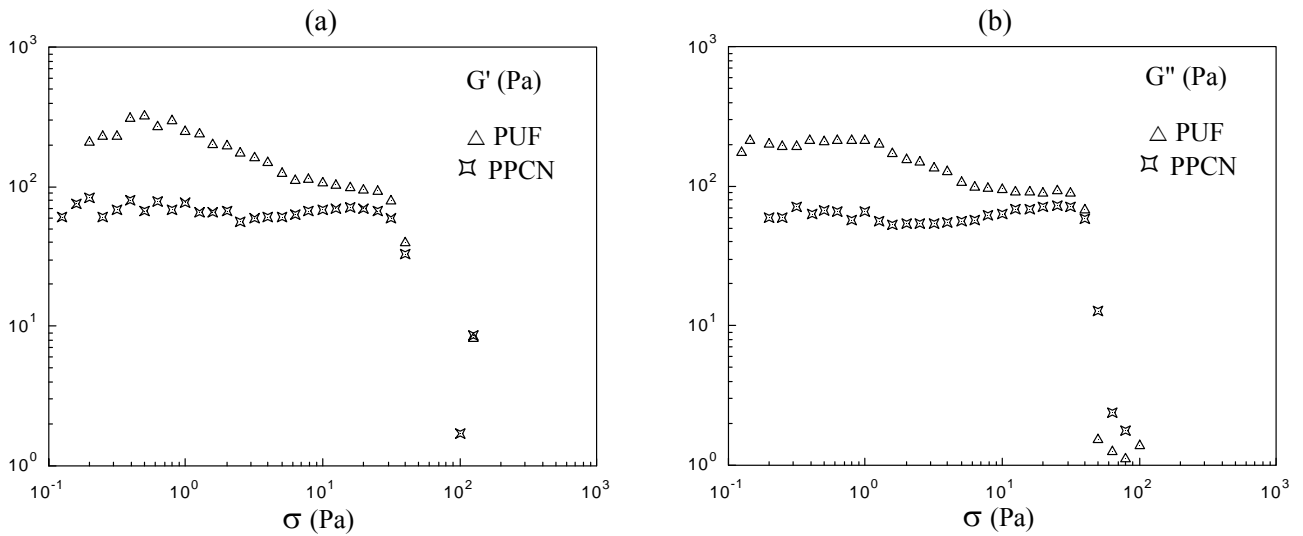 (a)
10³
G' (Pa)
PUF
PPCN
10²
10¹
10⁰
10⁻¹ 10⁰ 10¹ 10² 10³
σ (Pa)
(b)
10³
G'' (Pa)
PUF
PPCN
10²
10¹
10⁰
10⁻¹ 10⁰ 10¹ 10² 10³
σ (Pa)